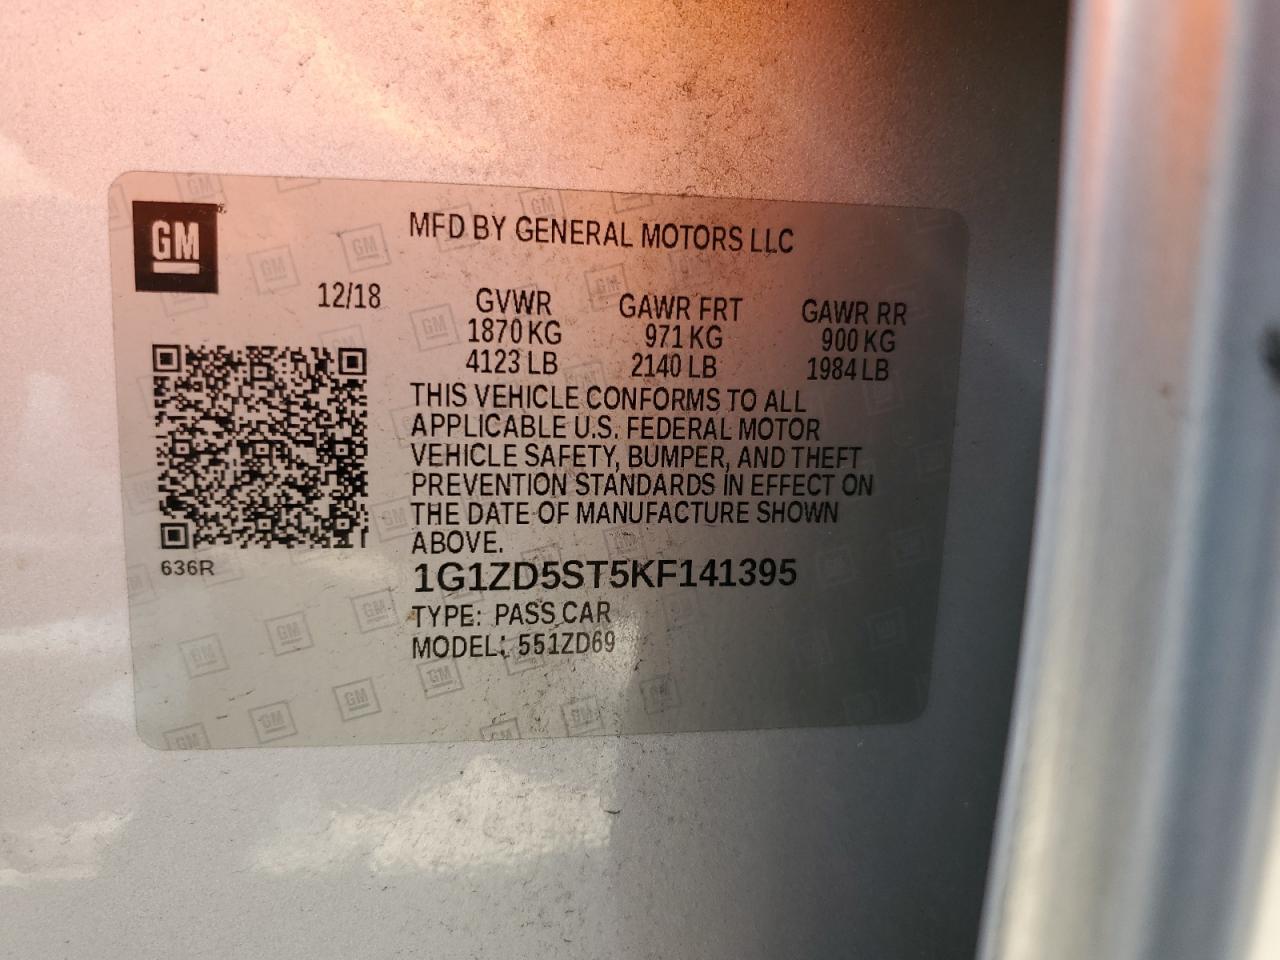 GM
MFD BY GENERAL MOTORS LLC
12/18
GVWR GAWR FRT GAWR RR
1870 KG 971 KG 900 KG
4123 LB 2140 LB 1984 LB
THIS VEHICLE CONFORMS TO ALL
APPLICABLE U.S. FEDERAL MOTOR
VEHICLE SAFETY, BUMPER, AND THEFT
PREVENTION STANDARDS IN EFFECT ON
THE DATE OF MANUFACTURE SHOWN
ABOVE.
636R
1G1ZD5ST5KF141395
TYPE: PASS CAR
MODEL: 551ZD69